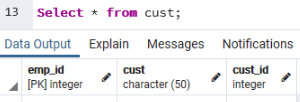 13 Select * from cust;
Data Output Explain Messages Notifications
emp_id cust cust_id
[PK] integer character (50) integer